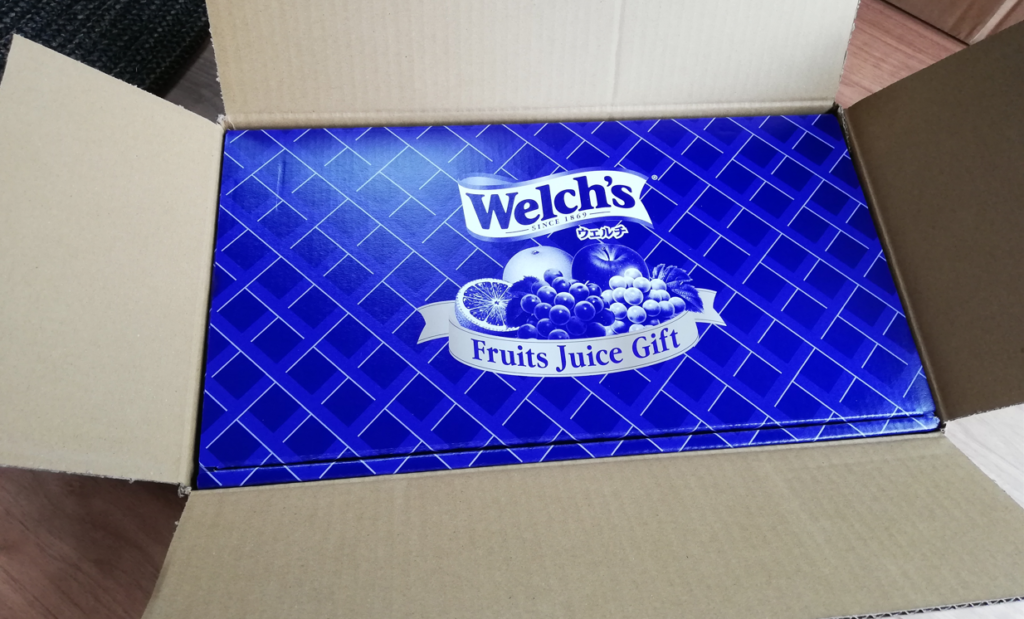 Welch's®
SINCE 1869
ウェルチ
Fruits Juice Gift